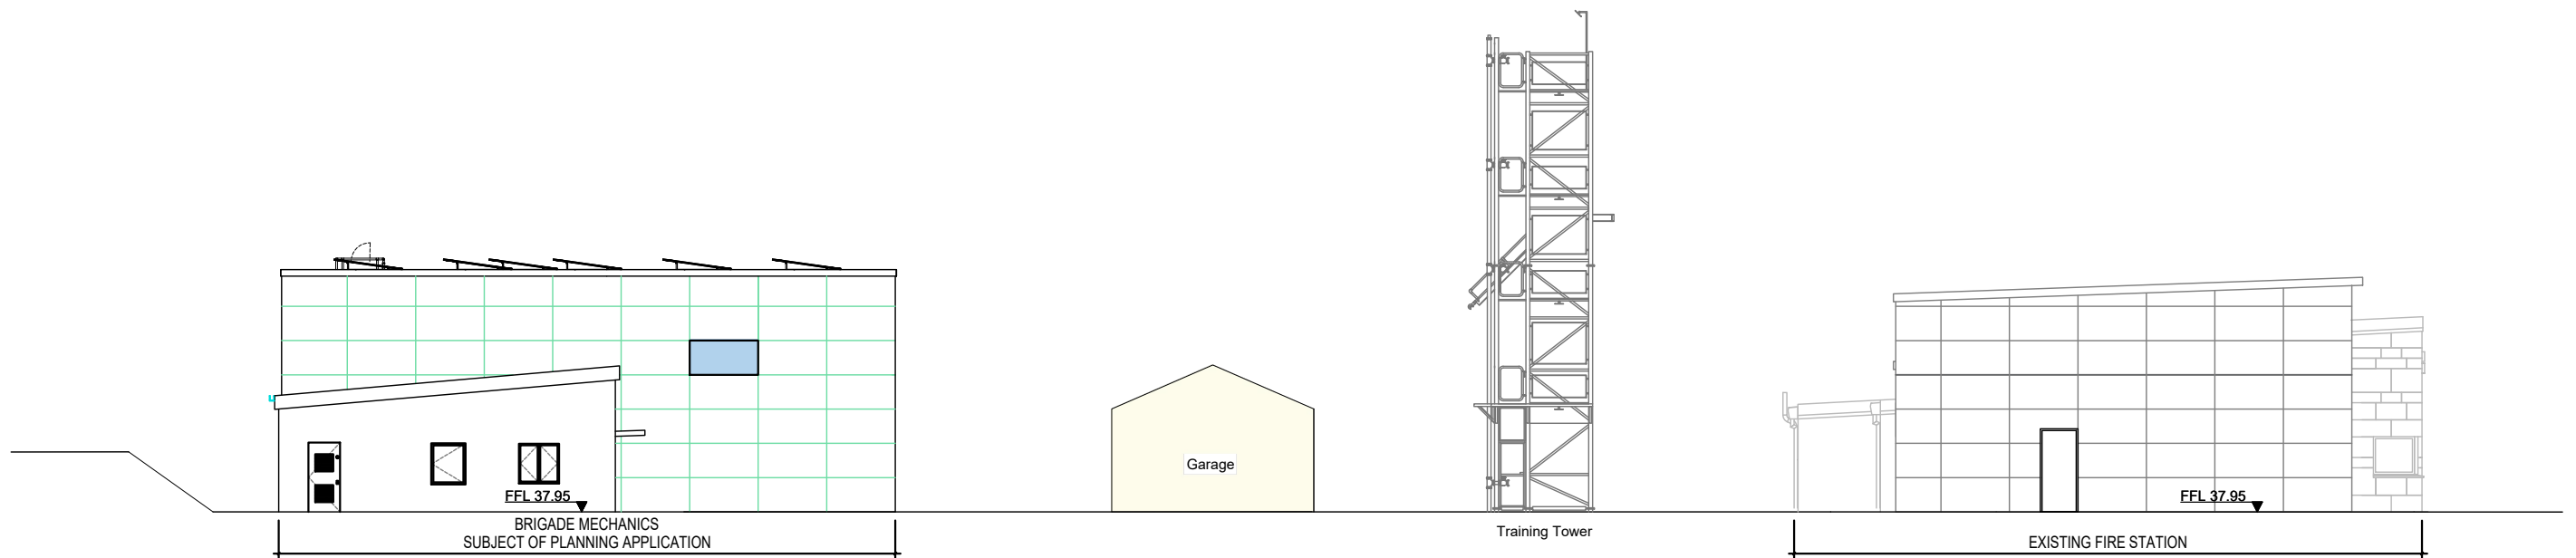 Garage
FFL 37.95
FFL 37.95
BRIGADE MECHANICS
SUBJECT OF PLANNING APPLICATION
Training Tower
EXISTING FIRE STATION